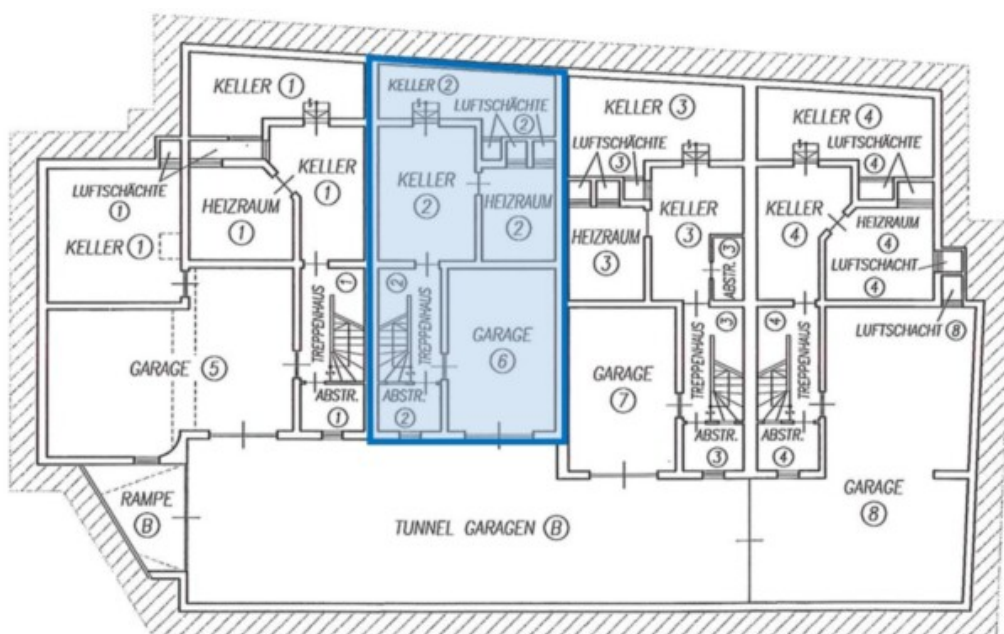 KELLER 1
KELLER 2
LUFTSCHÄCHTE
2
KELLER 3
KELLER 4
LUFTSCHÄCHTE
3
LUFTSCHÄCHTE
4
KELLER
1
LUFTSCHÄCHTE
1
KELLER 1
HEIZRAUM
1
KELLER
2
HEIZRAUM
2
HEIZRAUM
3
KELLER
3
ABSTR. 3
KELLER
4
HEIZRAUM
4
LUFTSCHACHT
4
LUFTSCHACHT 8
GARAGE 5
TREPPENHAUS 1
ABSTR.
1
TREPPENHAUS 2
ABSTR.
2
GARAGE
6
GARAGE
7
TREPPENHAUS 3
ABSTR.
3
TREPPENHAUS 4
ABSTR.
4
GARAGE
8
RAMPE
B
TUNNEL GARAGEN B